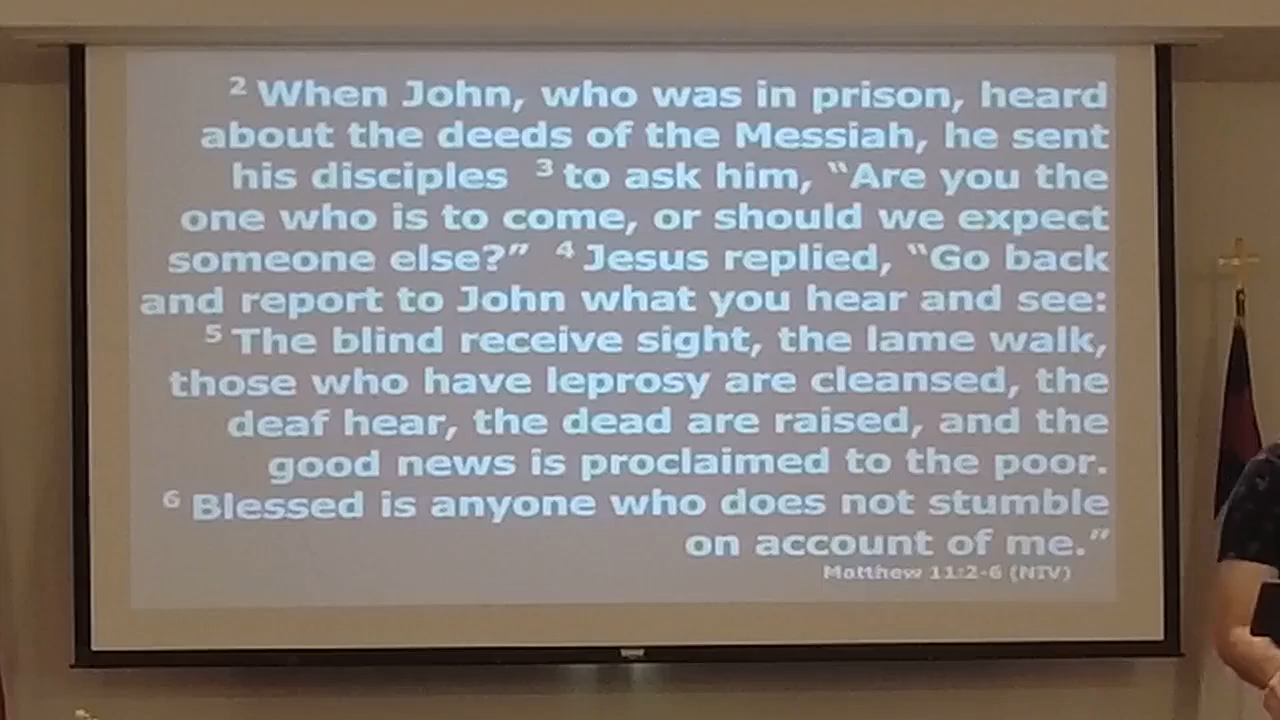 2 When John, who was in prison, heard
about the deeds of the Messiah, he sent
his disciples 3 to ask him, “Are you the
one who is to come, or should we expect
someone else?” 4 Jesus replied, “Go back
and report to John what you hear and see:
5 The blind receive sight, the lame walk,
those who have leprosy are cleansed, the
deaf hear, the dead are raised, and the
good news is proclaimed to the poor.
6 Blessed is anyone who does not stumble
on account of me.”
Matthew 11:2-6 (NIV)